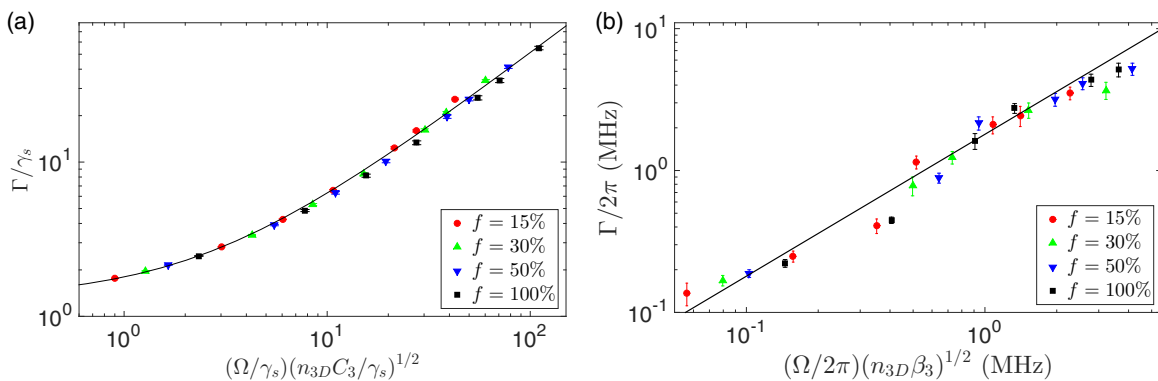 (a)
Γ/γ_s
10^1
10^0
10^0 10^1 10^2
(Ω/γ_s)(n_{3D}C_3/γ_s)^{1/2}
f = 15%
f = 30%
f = 50%
f = 100%
(b)
Γ/2π (MHz)
10^1
10^0
10^{-1}
10^{-1} 10^0
(Ω/2π)(n_{3D}β_3)^{1/2} (MHz)
f = 15%
f = 30%
f = 50%
f = 100%